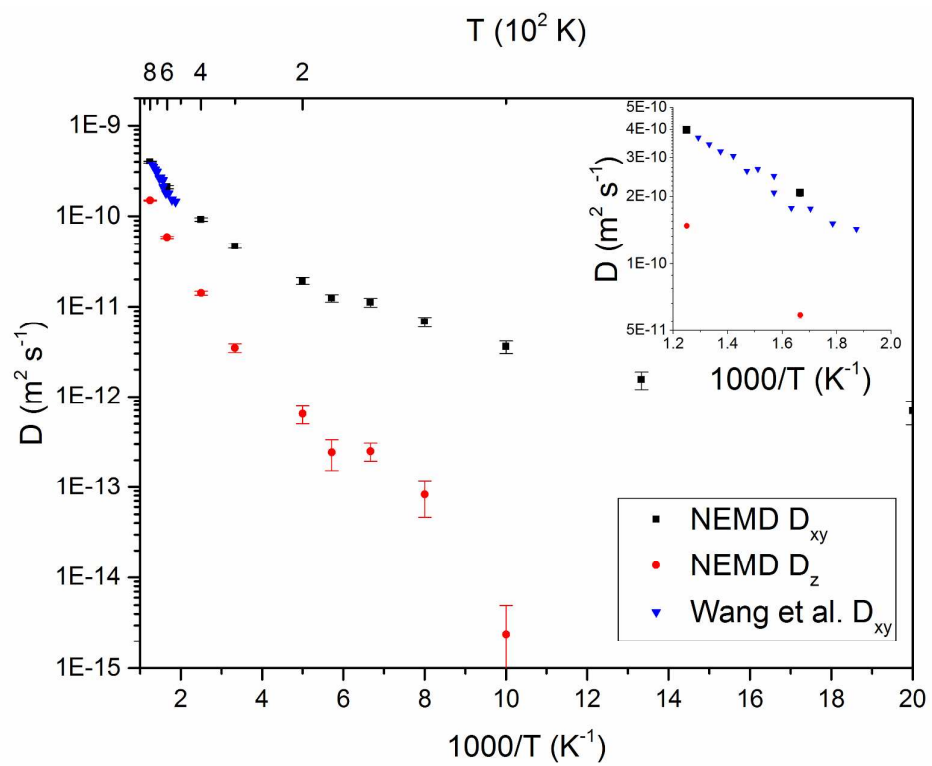 T (10² K)
8 6 4 2
1E-9
1E-10
1E-11
1E-12
1E-13
1E-14
1E-15
D (m² s⁻¹)
5E-10
4E-10
3E-10
2E-10
1E-10
5E-11
D (m² s⁻¹)
1.2 1.4 1.6 1.8 2.0
1000/T (K⁻¹)
NEMD Dxy
NEMD Dz
Wang et al. Dxy
2 4 6 8 10 12 14 16 18 20
1000/T (K⁻¹)